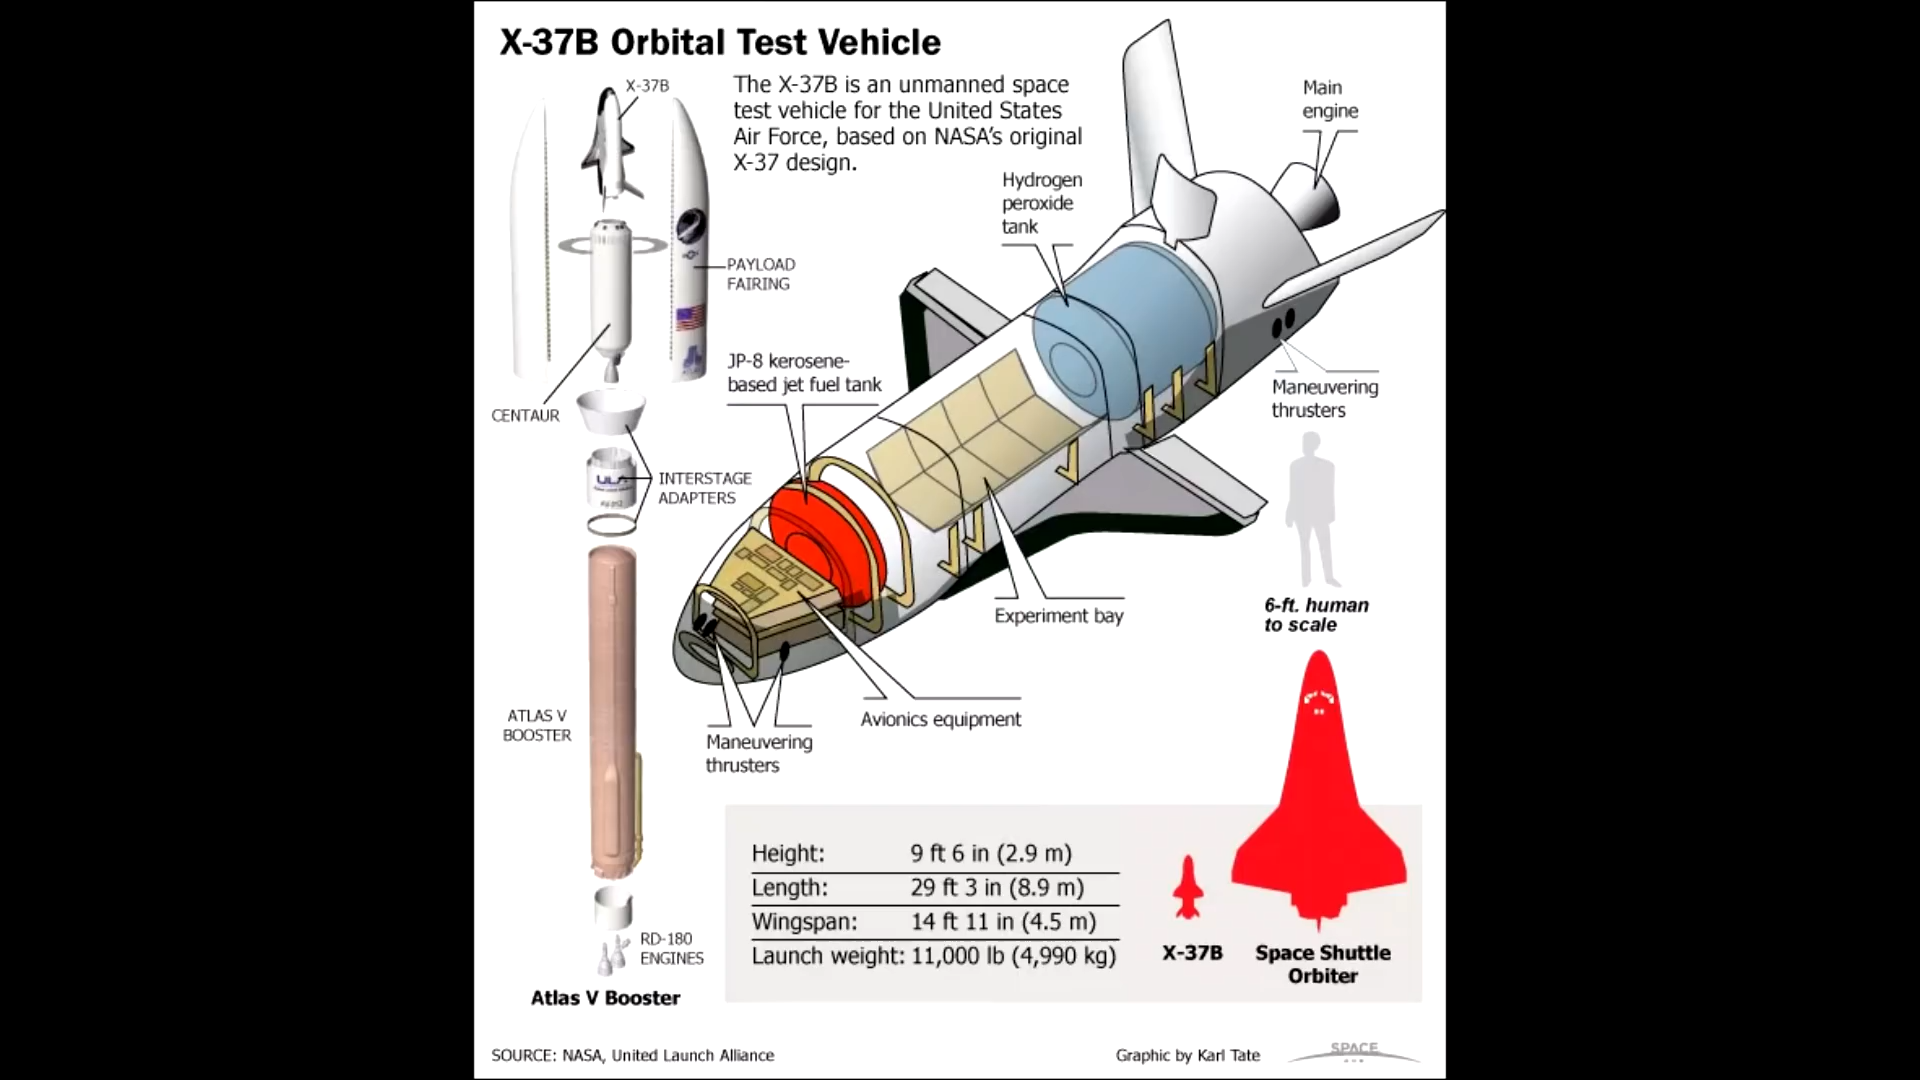 X-37B Orbital Test Vehicle
The X-37B is an unmanned space
test vehicle for the United States
Air Force, based on NASA's original
X-37 design.
X-37B
PAYLOAD
FAIRING
CENTAUR
INTERSTAGE
ADAPTERS
ULA
ATLAS V
BOOSTER
RD-180
ENGINES
Atlas V Booster
Main
engine
Hydrogen
peroxide
tank
JP-8 kerosene-
based jet fuel tank
Maneuvering
thrusters
Experiment bay
Avionics equipment
Maneuvering
thrusters
6-ft. human
to scale
Height: 9 ft 6 in (2.9 m)
Length: 29 ft 3 in (8.9 m)
Wingspan: 14 ft 11 in (4.5 m)
Launch weight: 11,000 lb (4,990 kg)
X-37B
Space Shuttle
Orbiter
SOURCE: NASA, United Launch Alliance
Graphic by Karl Tate
SPACE